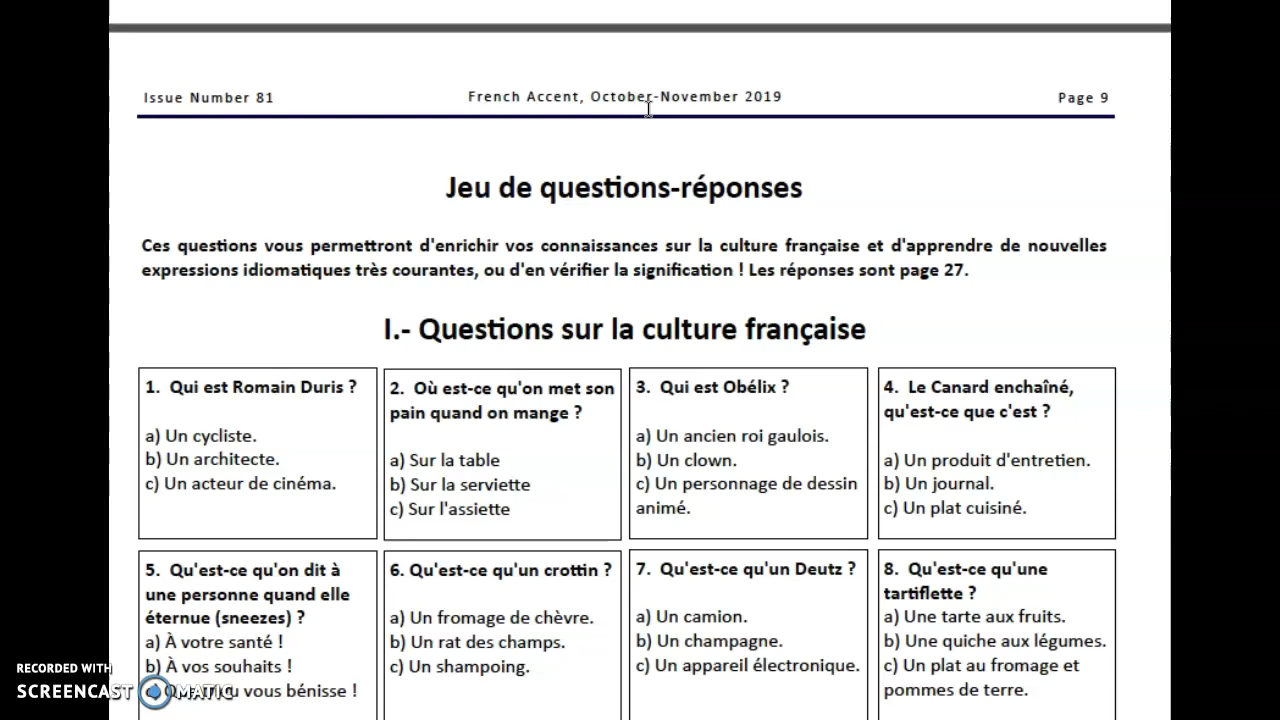 Issue Number 81
French Accent, October-November 2019
Page 9
Jeu de questions-réponses
Ces questions vous permettront d'enrichir vos connaissances sur la culture française et d'apprendre de nouvelles
expressions idiomatiques très courantes, ou d'en vérifier la signification ! Les réponses sont page 27.
I.- Questions sur la culture française
1. Qui est Romain Duris ?
a) Un cycliste.
b) Un architecte.
c) Un acteur de cinéma.
2. Où est-ce qu'on met son
pain quand on mange ?
a) Sur la table
b) Sur la serviette
c) Sur l'assiette
3. Qui est Obélix ?
a) Un ancien roi gaulois.
b) Un clown.
c) Un personnage de dessin
animé.
4. Le Canard enchaîné,
qu'est-ce que c'est ?
a) Un produit d'entretien.
b) Un journal.
c) Un plat cuisiné.
5. Qu'est-ce qu'on dit à
une personne quand elle
éternue (sneezes) ?
a) À votre santé !
b) À vos souhaits !
vous bénisse !
6. Qu'est-ce qu'un crottin ?
a) Un fromage de chèvre.
b) Un rat des champs.
c) Un shampoing.
7. Qu'est-ce qu'un Deutz ?
a) Un camion.
b) Un champagne.
c) Un appareil électronique.
8. Qu'est-ce qu'une
tartiflette ?
a) Une tarte aux fruits.
b) Une quiche aux légumes.
c) Un plat au fromage et
pommes de terre.
RECORDED WITH
SCREENCAST MATIC